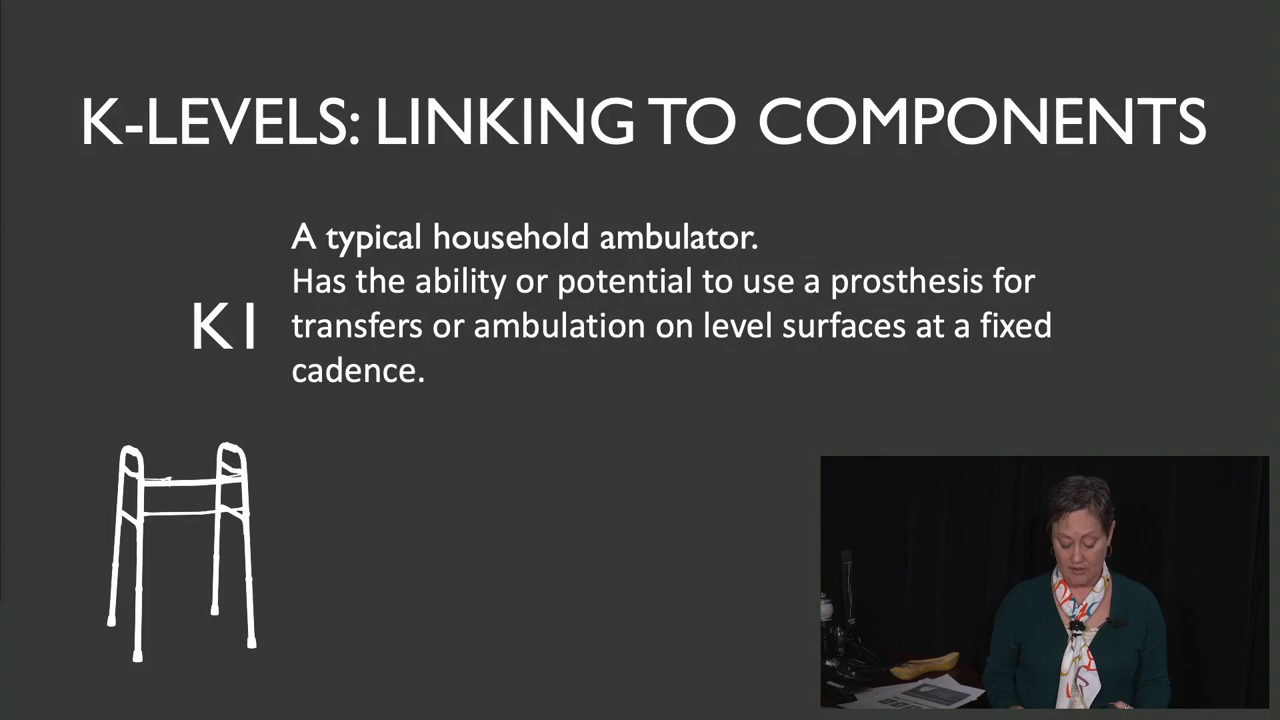 K-LEVELS: LINKING TO COMPONENTS
A typical household ambulator.
Has the ability or potential to use a prosthesis for
K1 transfers or ambulation on level surfaces at a fixed
cadence.